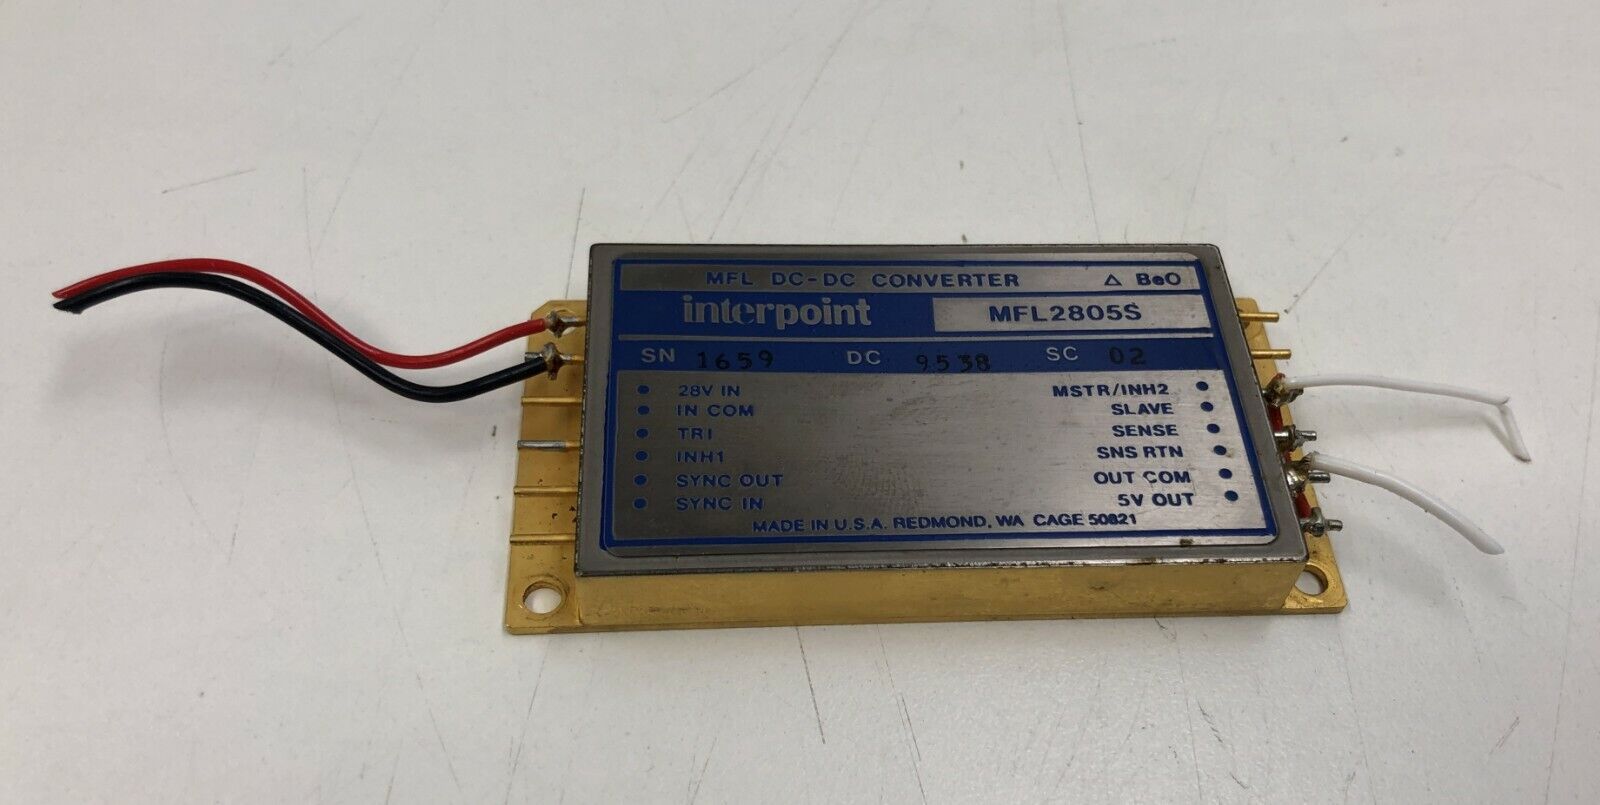 MFL DC-DC CONVERTER △ BeO
interpoint MFL2805S
SN 1659 DC 9538 SC 02
• 28V IN MSTR/INH2 •
• IN COM SLAVE •
• TRI SENSE •
• INH1 SNS RTN •
• SYNC OUT OUT COM •
• SYNC IN 5V OUT •
MADE IN U.S.A. REDMOND, WA CAGE 50821